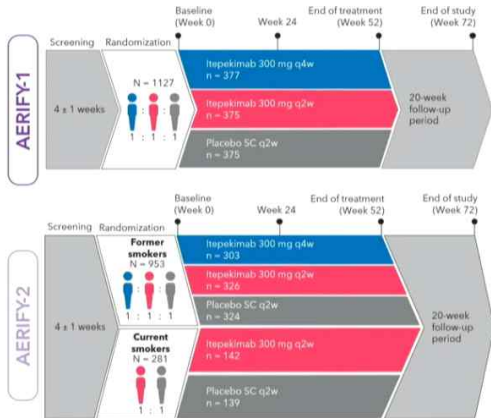 AERIFY-1
Baseline
(Week 0)
Week 24
End of treatment
(Week 52)
End of study
(Week 72)
Screening
Randomization
4 ± 1 weeks
N = 1127
1 : 1 : 1
Itepekimab 300 mg q4w
n = 377
Itepekimab 300 mg q2w
n = 375
Placebo SC q2w
n = 375
20-week
follow-up
period
AERIFY-2
Baseline
(Week 0)
Week 24
End of treatment
(Week 52)
End of study
(Week 72)
Screening
Randomization
4 ± 1 weeks
Former
smokers
N = 953
1 : 1 : 1
Itepekimab 300 mg q4w
n = 303
Itepekimab 300 mg q2w
n = 326
Placebo SC q2w
n = 324
Current
smokers
N = 281
1 : 1
Itepekimab 300 mg q2w
n = 142
Placebo SC q2w
n = 139
20-week
follow-up
period